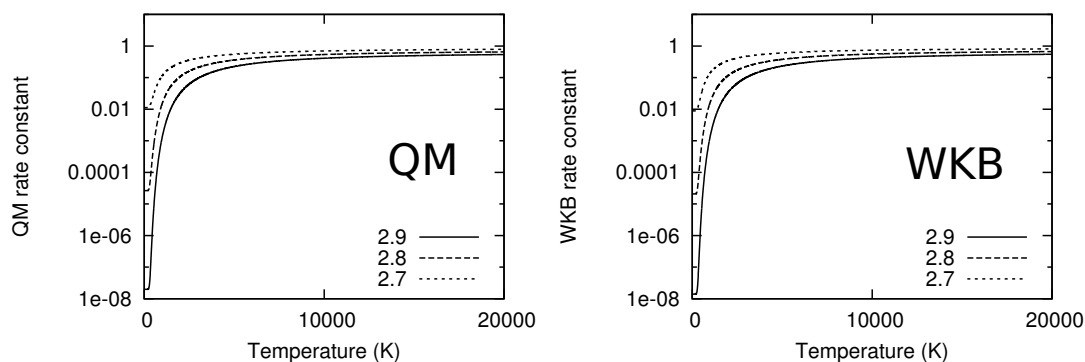 QM rate constant
1
0.01
0.0001
1e-06
1e-08
QM
2.9
2.8
2.7
0
10000
20000
Temperature (K)
WKB rate constant
1
0.01
0.0001
1e-06
1e-08
WKB
2.9
2.8
2.7
0
10000
20000
Temperature (K)